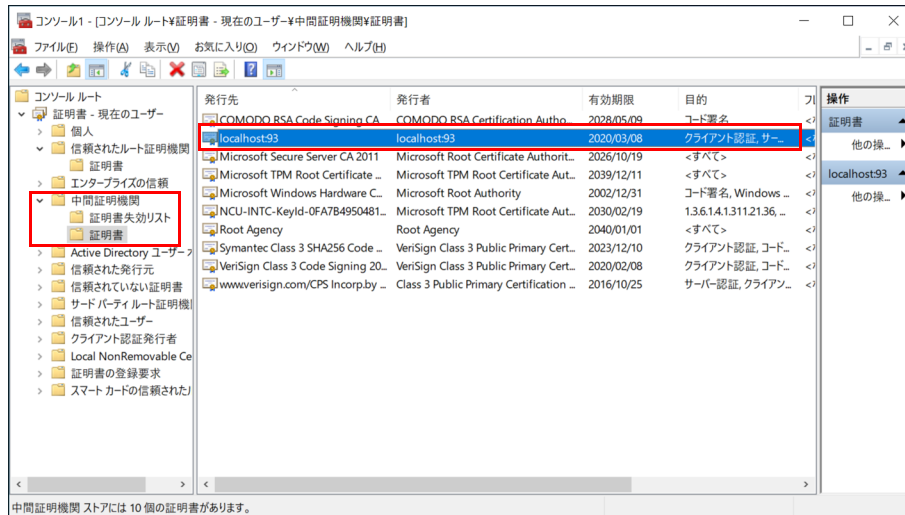 コンソール1 - [コンソール ルート¥証明書 - 現在のユーザー¥中間証明機関¥証明書]
ファイル(F) 操作(A) 表示(V) お気に入り(O) ウィンドウ(W) ヘルプ(H)
コンソール ルート
証明書 - 現在のユーザー
個人
信頼されたルート証明機関
証明書
エンタープライズの信頼
中間証明機関
証明書失効リスト
証明書
Active Directory ユーザー
信頼された発行元
信頼されていない証明書
サード パーティ ルート証明機
信頼されたユーザー
クライアント認証発行者
Local NonRemovable Ce
証明書の登録要求
スマート カードの信頼された
発行先 発行者 有効期限 目的 フ
COMODO RSA Code Signing CA COMODO RSA Certification Autho... 2028/05/09 コード署名
localhost:93 localhost:93 2020/03/08 クライアント認証, サー...
Microsoft Secure Server CA 2011 Microsoft Root Certificate Authorit... 2026/10/19 <すべて>
Microsoft TPM Root Certificate ... Microsoft TPM Root Certificate Aut... 2039/12/11 <すべて>
Microsoft Windows Hardware C... Microsoft Root Authority 2002/12/31 コード署名, Windows ...
NCU-INTC-KeyId-0FA7B4950481... Microsoft TPM Root Certificate Aut... 2030/02/19 1.3.6.1.4.1.311.21.36, ...
Root Agency Root Agency 2040/01/01 <すべて>
Symantec Class 3 SHA256 Code ... VeriSign Class 3 Public Primary Cert... 2023/12/10 クライアント認証, コード...
VeriSign Class 3 Code Signing 20... VeriSign Class 3 Public Primary Cert... 2020/02/08 クライアント認証, コード...
www.verisign.com/CPS Incorp.by ... Class 3 Public Primary Certification ... 2016/10/25 サーバー認証, クライアン...
操作
証明書
他の操...
localhost:93
他の操...
中間証明機関 ストアには 10 個の証明書があります。